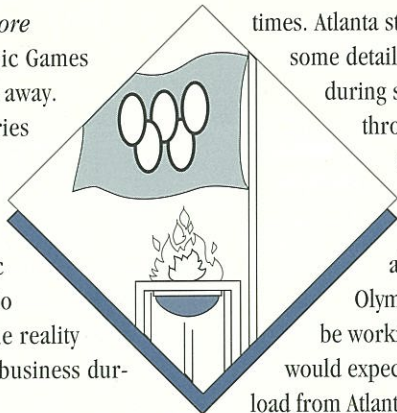 ore
ic Games
away.
ries
c
o
e reality
business dur-
times. Atlanta st
some detail
during s
thro
a
Olym
be worki
would expec
load from Atlant